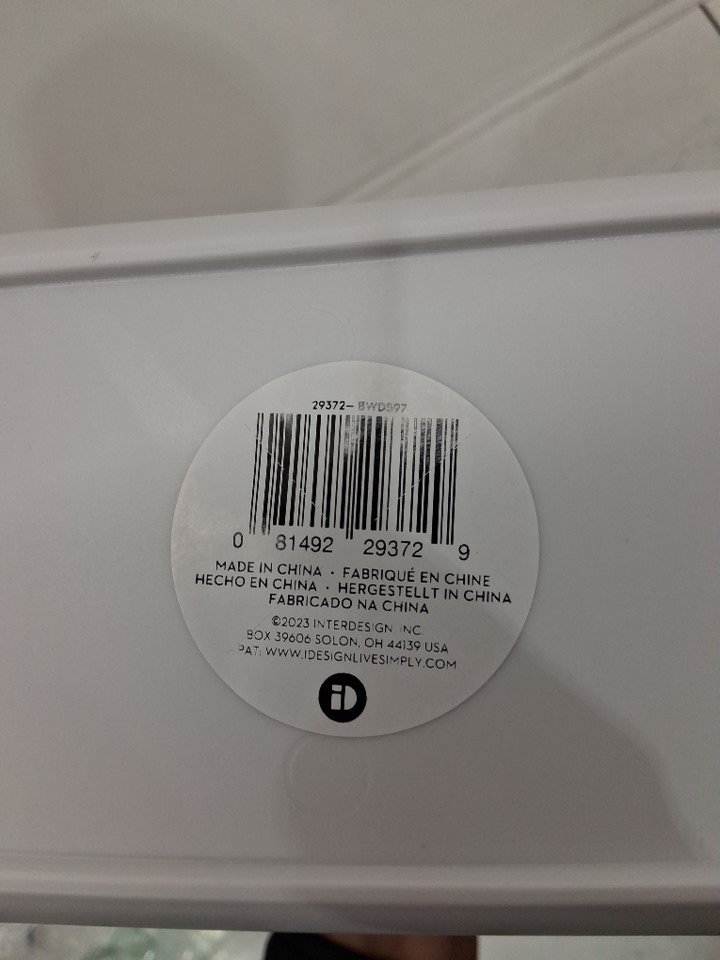 29372- BWDS97
0 81492 29372 9
MADE IN CHINA · FABRIQUÉ EN CHINE
HECHO EN CHINA · HERGESTELLT IN CHINA
FABRICADO NA CHINA
©2023 INTERDESIGN, INC.
BOX 39606 SOLON, OH 44139 USA
PAT: WWW.IDESIGNLIVESIMPLY.COM
iD